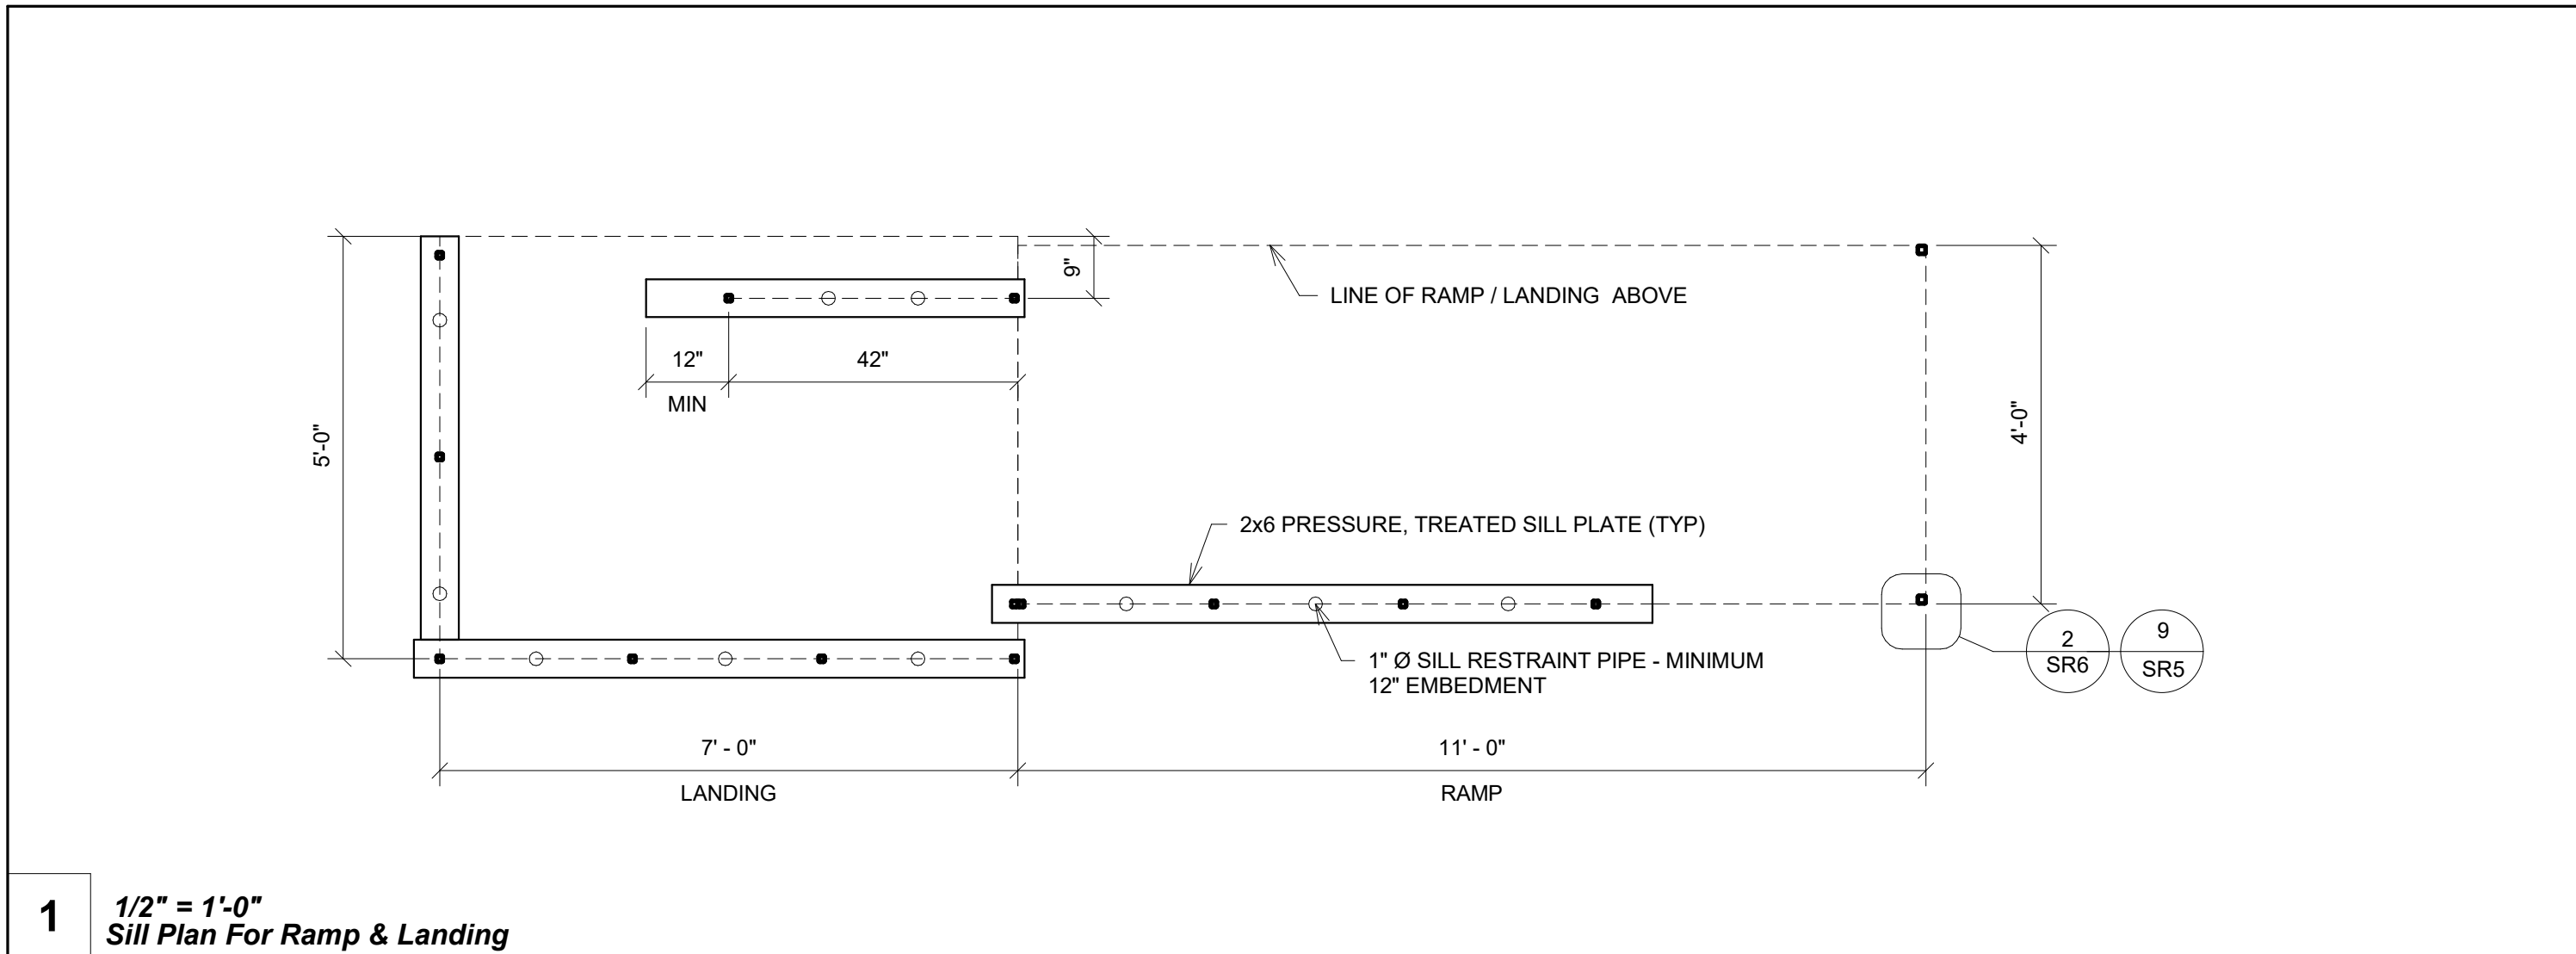 9"
LINE OF RAMP / LANDING ABOVE
12"
42"
MIN
5'-0"
4'-0"
2x6 PRESSURE, TREATED SILL PLATE (TYP)
1" Ø SILL RESTRAINT PIPE - MINIMUM
12" EMBEDMENT
2
SR6
9
SR5
7' - 0"
11' - 0"
LANDING
RAMP
1
1/2" = 1'-0"
Sill Plan For Ramp & Landing